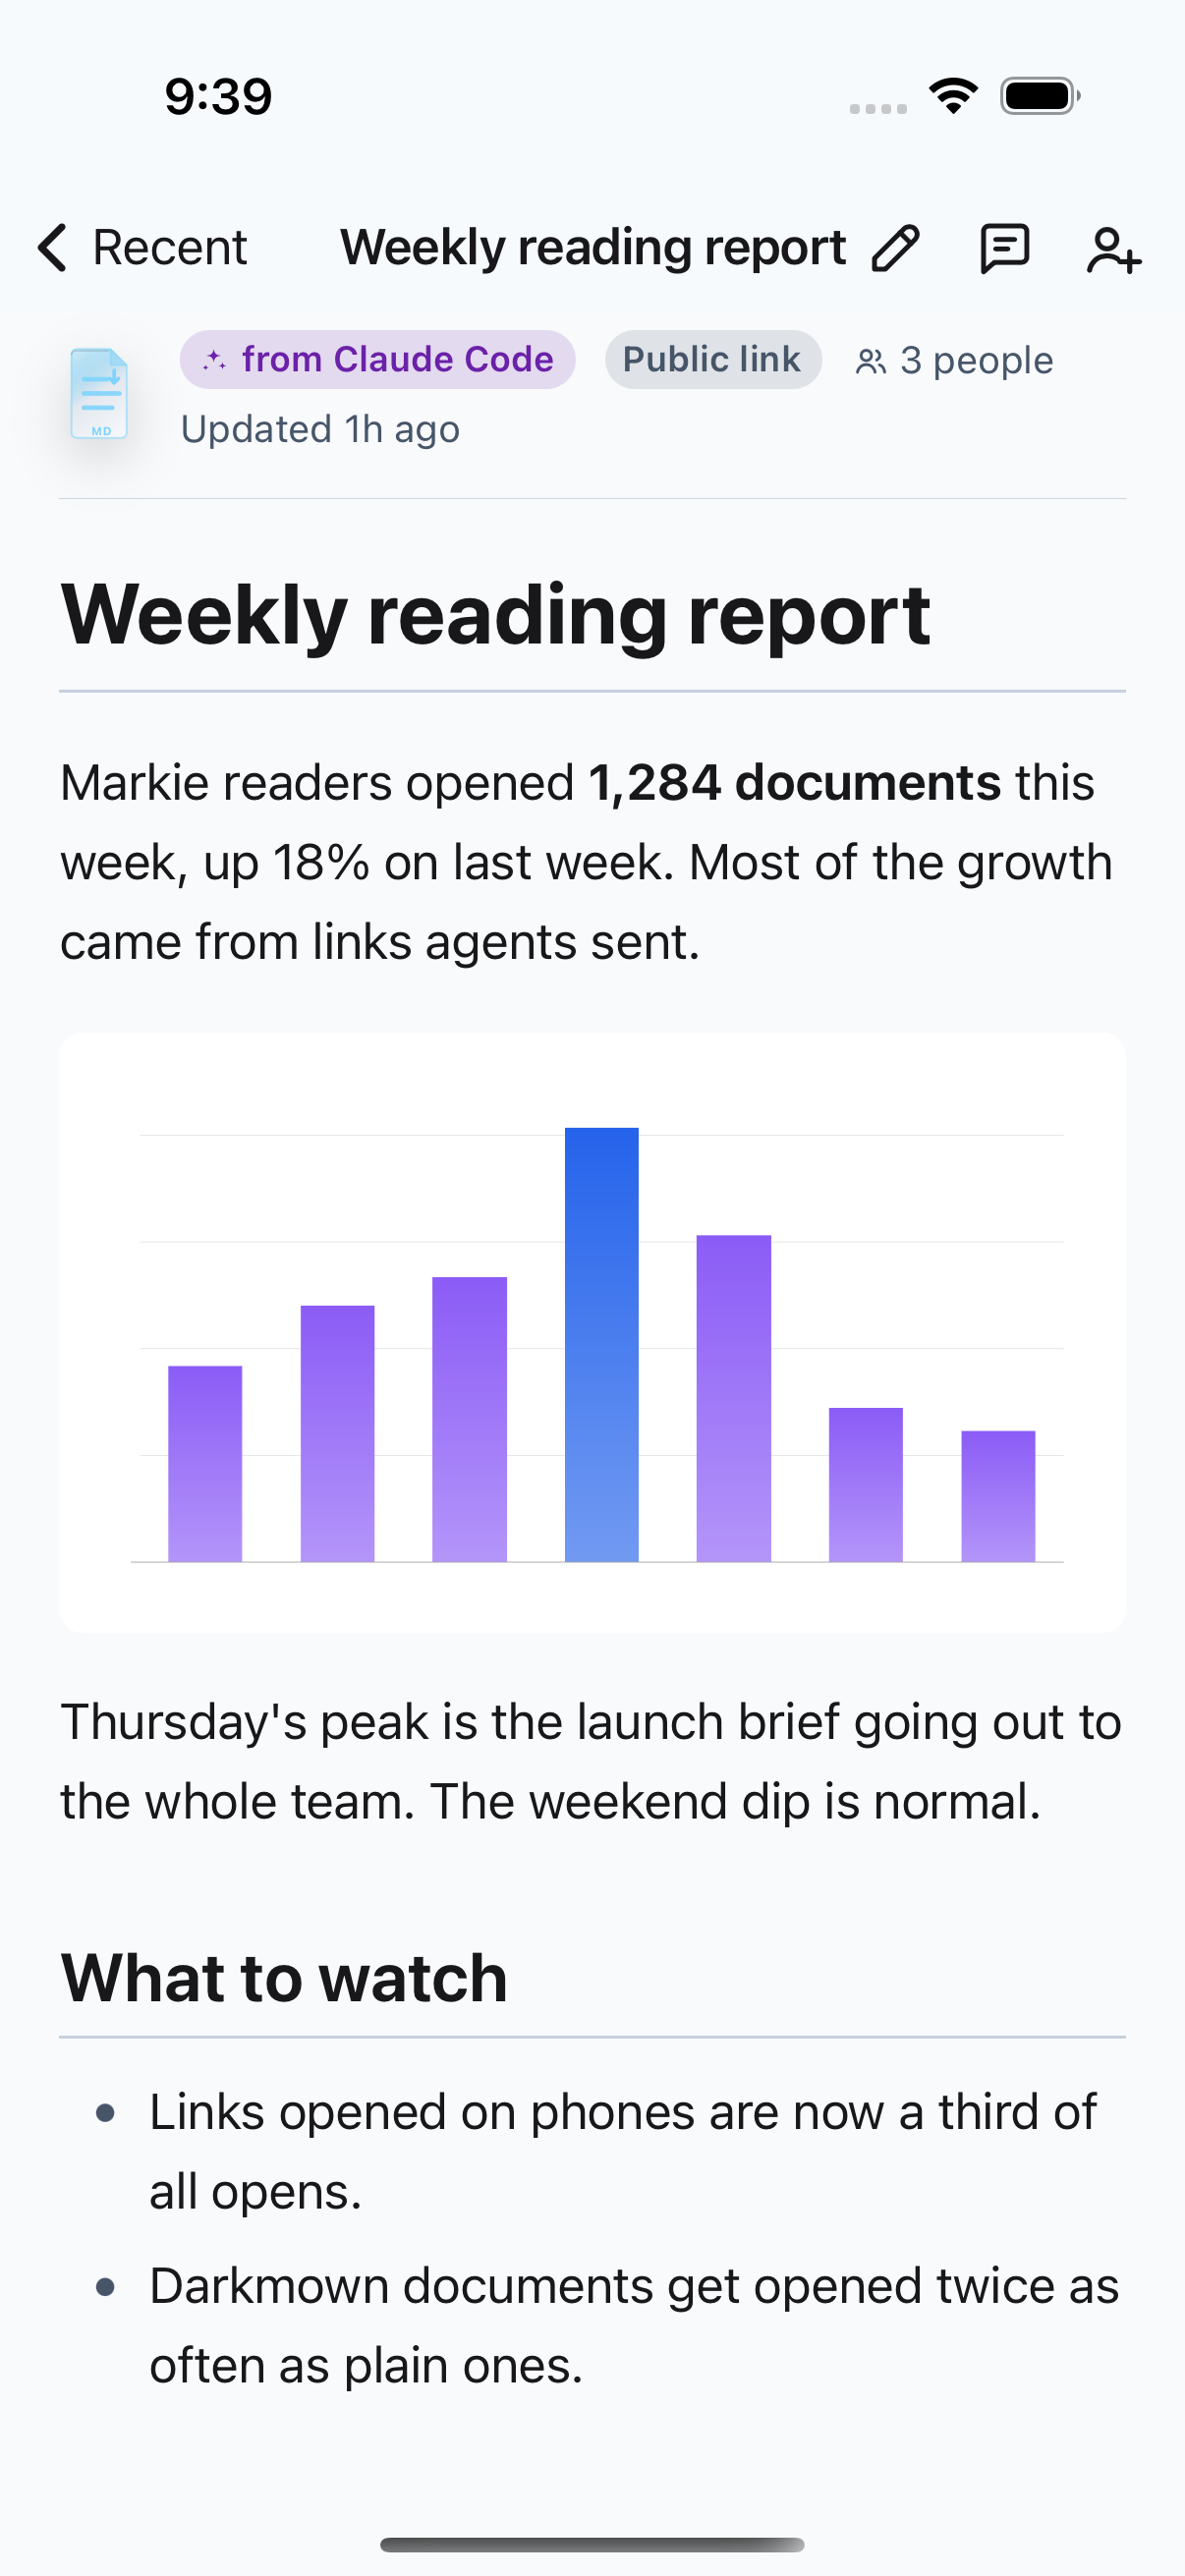 9:39
Recent
Weekly reading report
from Claude Code
Public link
3 people
MD
Updated 1h ago
Weekly reading report
Markie readers opened 1,284 documents this
week, up 18% on last week. Most of the growth
came from links agents sent.
Thursday's peak is the launch brief going out to
the whole team. The weekend dip is normal.
What to watch
Links opened on phones are now a third of
all opens.
Darkmown documents get opened twice as
often as plain ones.